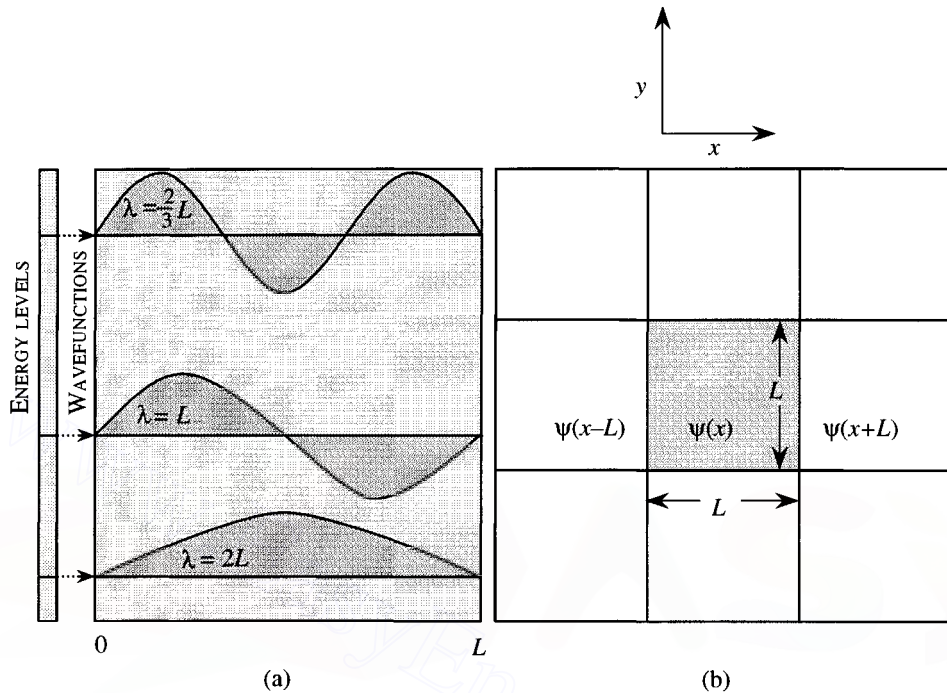 y
x
ENERGY LEVELS
WAVEFUNCTIONS
λ = 2/3 L
λ = L
λ = 2L
0
L
(a)
L
ψ(x–L)
ψ(x)
ψ(x+L)
L
(b)